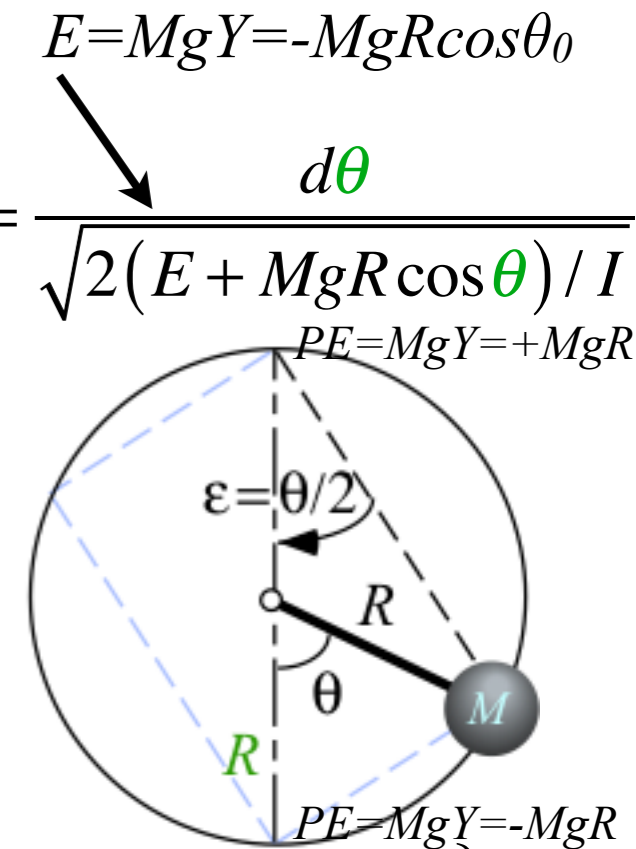 E=MgY=-MgRcosθ₀
= dθ / √2(E + MgR cos θ) / I
PE=MgY=+MgR
ε=θ/2
R
θ
M
R
PE=MgY=-MgR